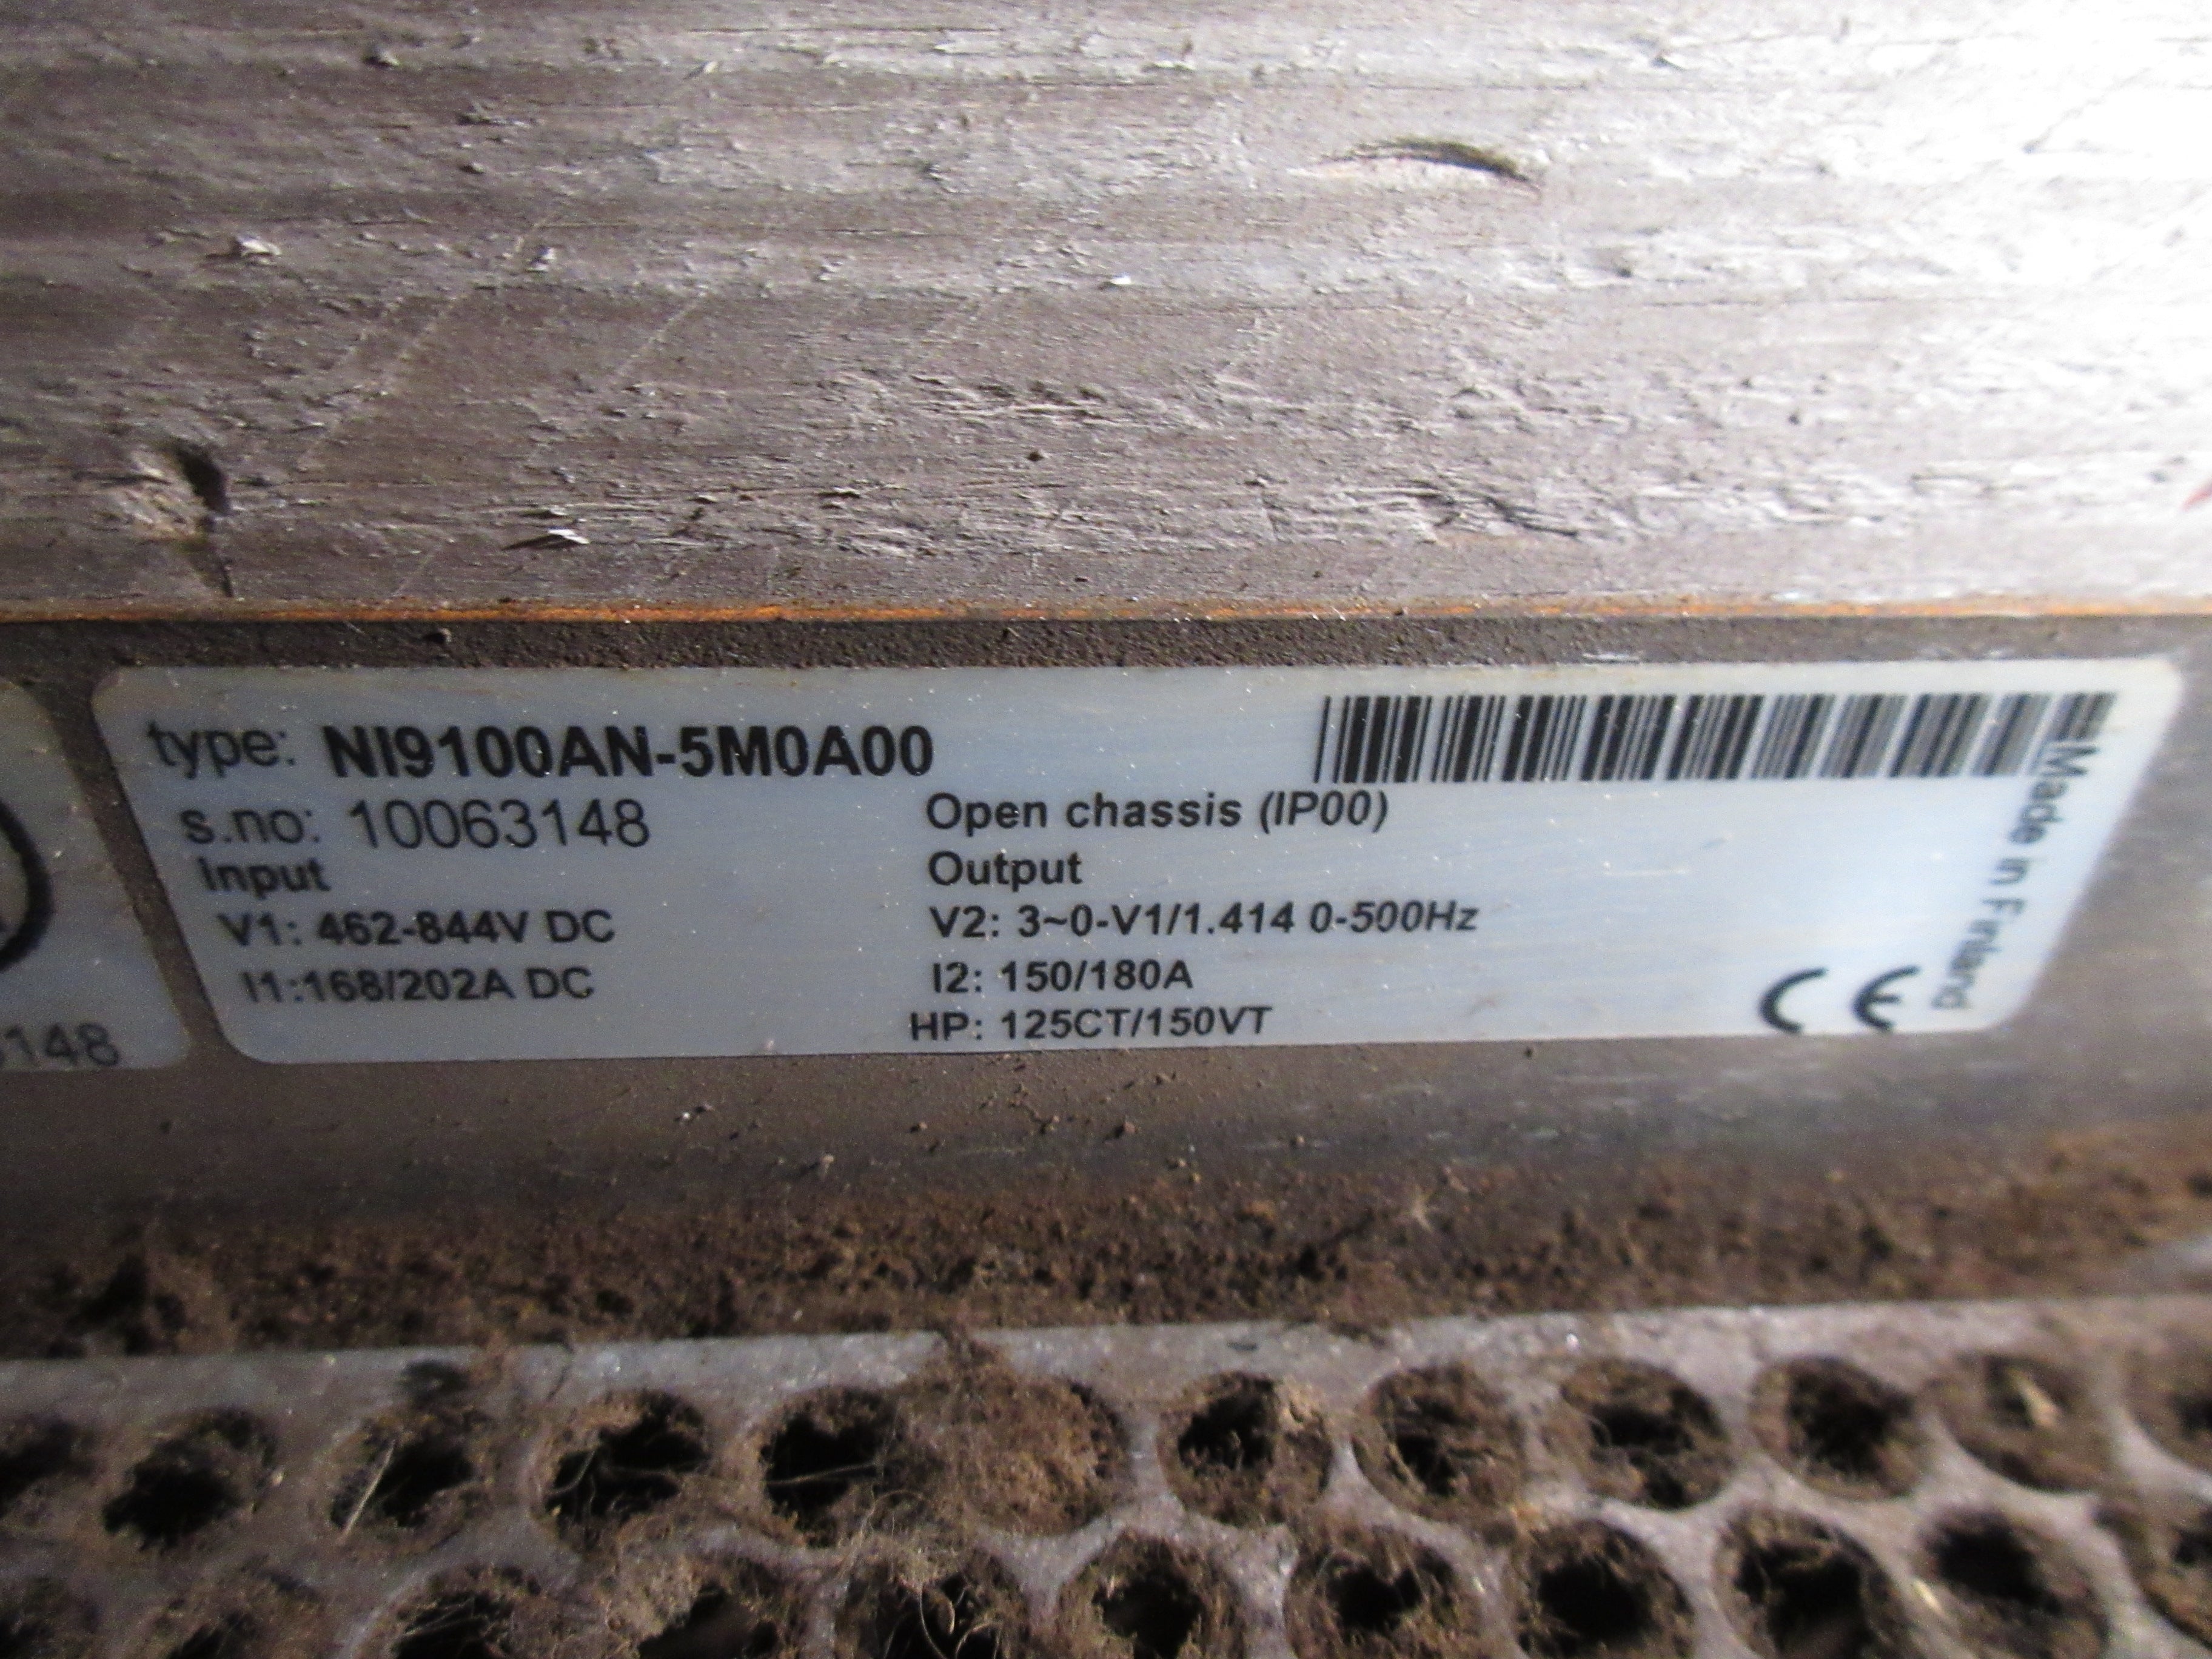 type: NI9100AN-5M0A00
s.no: 10063148
Open chassis (IP00)
Input
Output
V1: 462-844V DC
V2: 3~0-V1/1.414 0-500Hz
I1:168/202A DC
I2: 150/180A
HP: 125CT/150VT
Made in Finland
CE
148